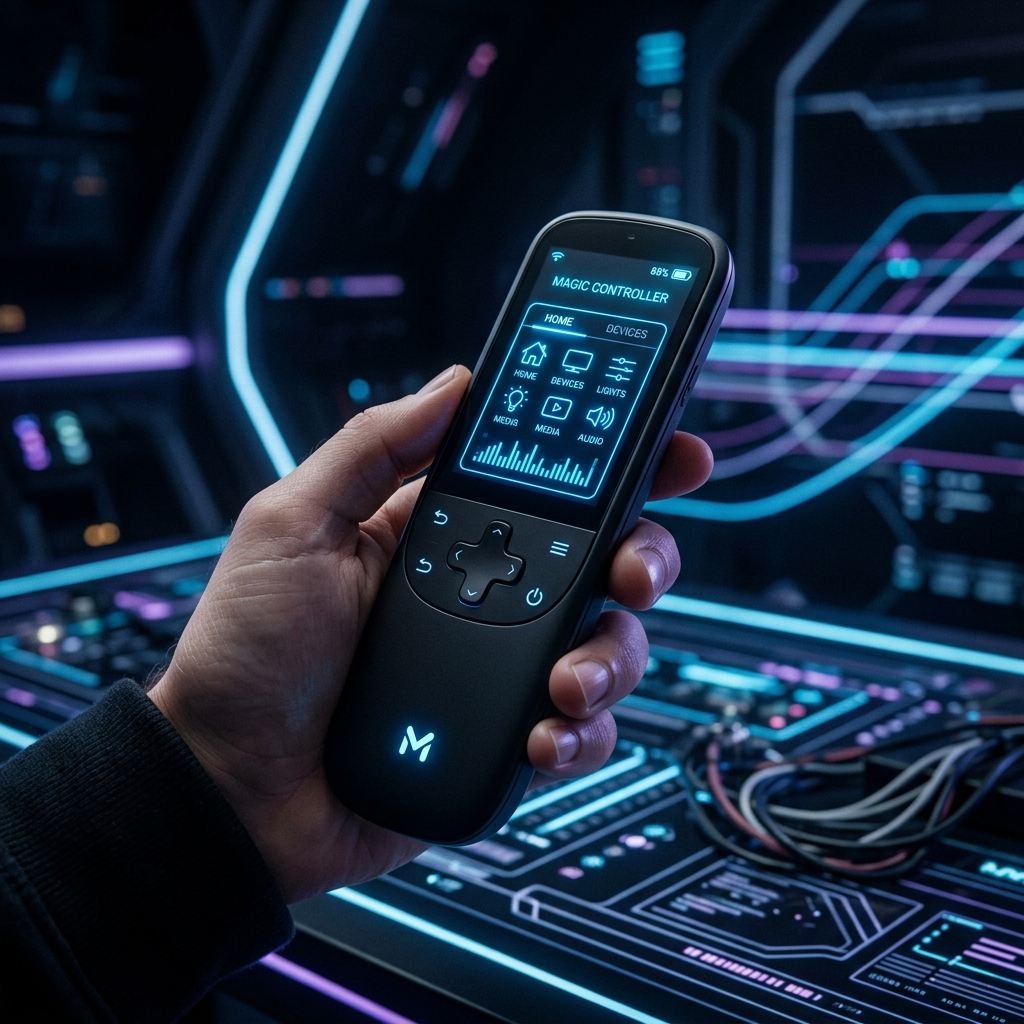 88%
MAGIC CONTROLLER
HOME DEVICES
HOME DEVICES LIGHTS
MEDIS MEDIA AUDIO
M